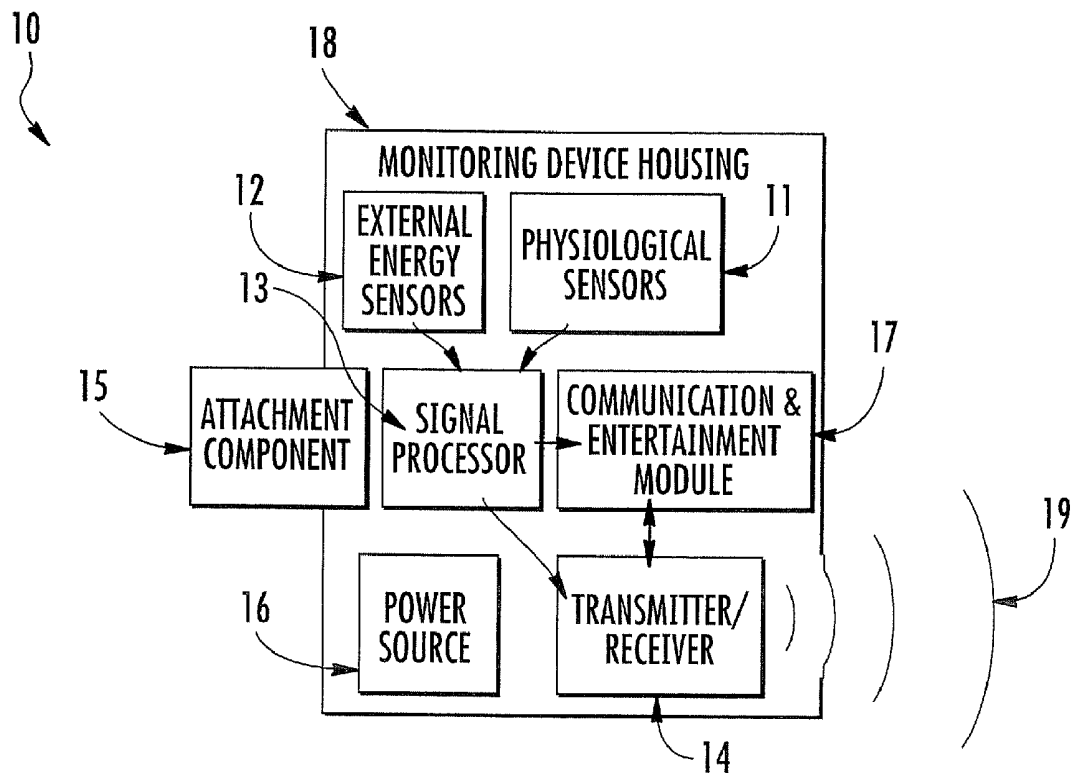 10
18
MONITORING DEVICE HOUSING
12
11
EXTERNAL
ENERGY
SENSORS
PHYSIOLOGICAL
SENSORS
13
17
15
ATTACHMENT
COMPONENT
SIGNAL
PROCESSOR
COMMUNICATION &
ENTERTAINMENT
MODULE
19
16
POWER
SOURCE
TRANSMITTER/
RECEIVER
14